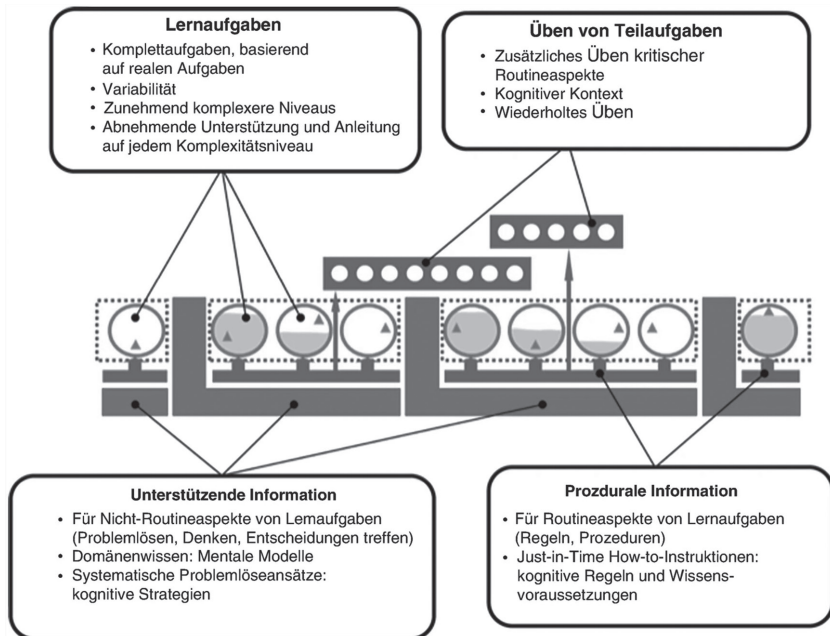 Lernaufgaben
• Komplettaufgaben, basierend
auf realen Aufgaben
• Variabilität
• Zunehmend komplexere Niveaus
• Abnehmende Unterstützung und Anleitung
auf jedem Komplexitätsniveau
Üben von Teilaufgaben
• Zusätzliches Üben kritischer
Routineaspekte
• Kognitiver Kontext
• Wiederholtes Üben
Unterstützende Information
• Für Nicht-Routineaspekte von Lernaufgaben
(Problemlösen, Denken, Entscheidungen treffen)
• Domänenwissen: Mentale Modelle
• Systematische Problemlöseansätze:
kognitive Strategien
Prozdurale Information
• Für Routineaspekte von Lernaufgaben
(Regeln, Prozeduren)
• Just-in-Time How-to-Instruktionen:
kognitive Regeln und Wissens-
voraussetzungen